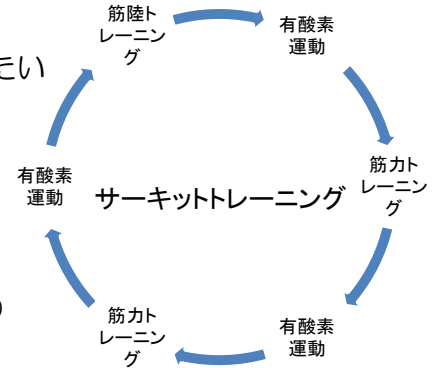 筋陸ト
レーニン
グ
有酸素
運動
たい
筋力ト
レーニン
グ
有酸素
運動
サーキットトレーニング
筋力ト
レーニン
グ
有酸素
運動